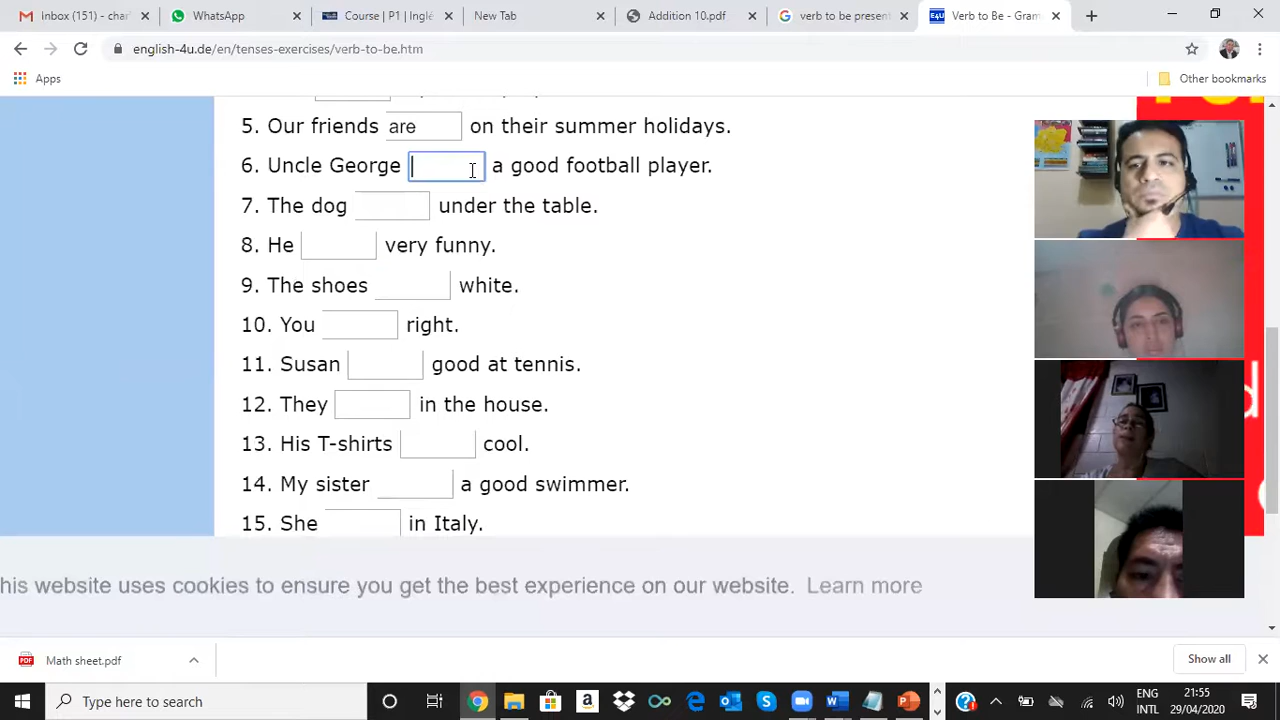 inbox (151) - char
WhatsApp
Course | P1 | Ingle
New Tab
Addition 10.pdf
verb to be present
E4U Verb to Be - Gram
english-4u.de/en/tenses-exercises/verb-to-be.htm
Apps
Other bookmarks
5. Our friends are on their summer holidays.
6. Uncle George a good football player.
7. The dog under the table.
8. He very funny.
9. The shoes white.
10. You right.
11. Susan good at tennis.
12. They in the house.
13. His T-shirts cool.
14. My sister a good swimmer.
15. She in Italy.
his website uses cookies to ensure you get the best experience on our website. Learn more
Math sheet.pdf
Show all
Type here to search
ENG
INTL
21:55
29/04/2020